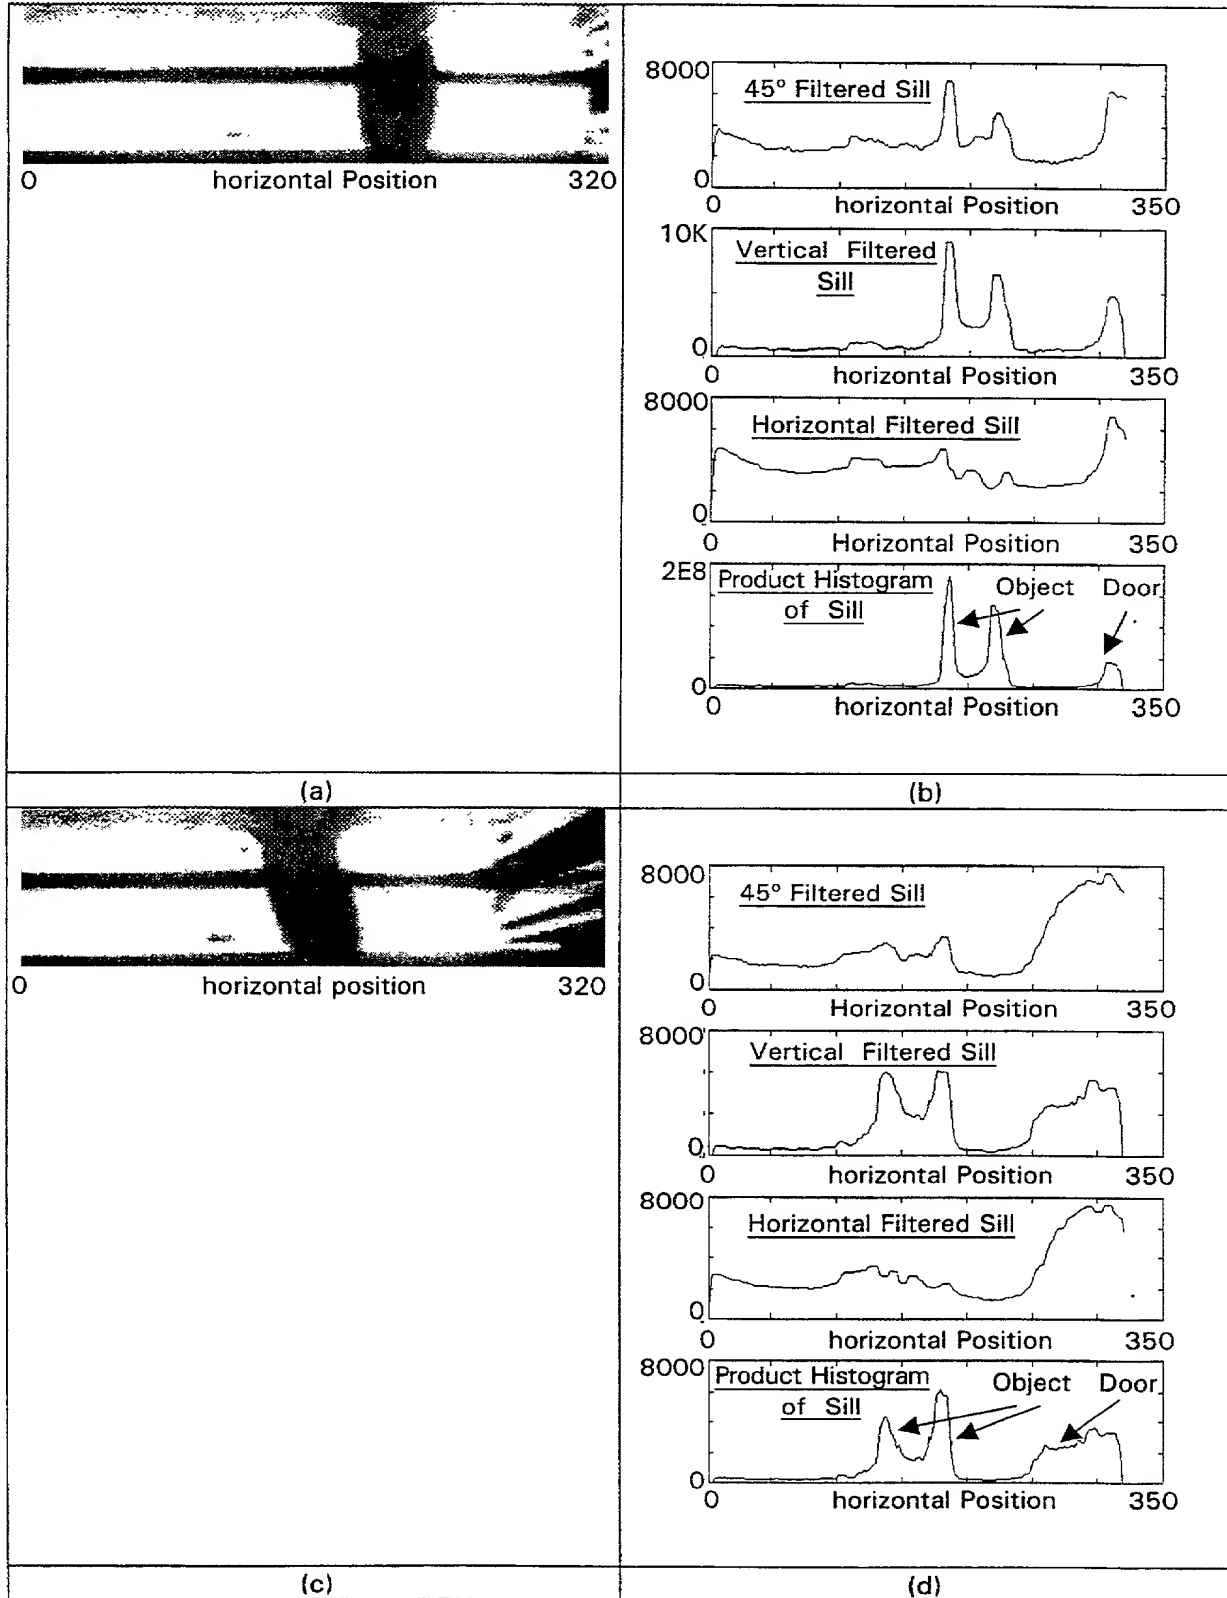 0 horizontal Position 320
8000
45° Filtered Sill
0
0 horizontal Position 350
10K
Vertical Filtered
Sill
0
0 horizontal Position 350
8000
Horizontal Filtered Sill
0
0 Horizontal Position 350
2E8
Product Histogram Object Door
of Sill
0
0 horizontal Position 350
(a) (b)
0 horizontal position 320
8000
45° Filtered Sill
0
0 Horizontal Position 350
8000
Vertical Filtered Sill
0
0 horizontal Position 350
8000
Horizontal Filtered Sill
0
0 horizontal Position 350
8000
Product Histogram Object Door
of Sill
0
0 horizontal Position 350
(c) (d)